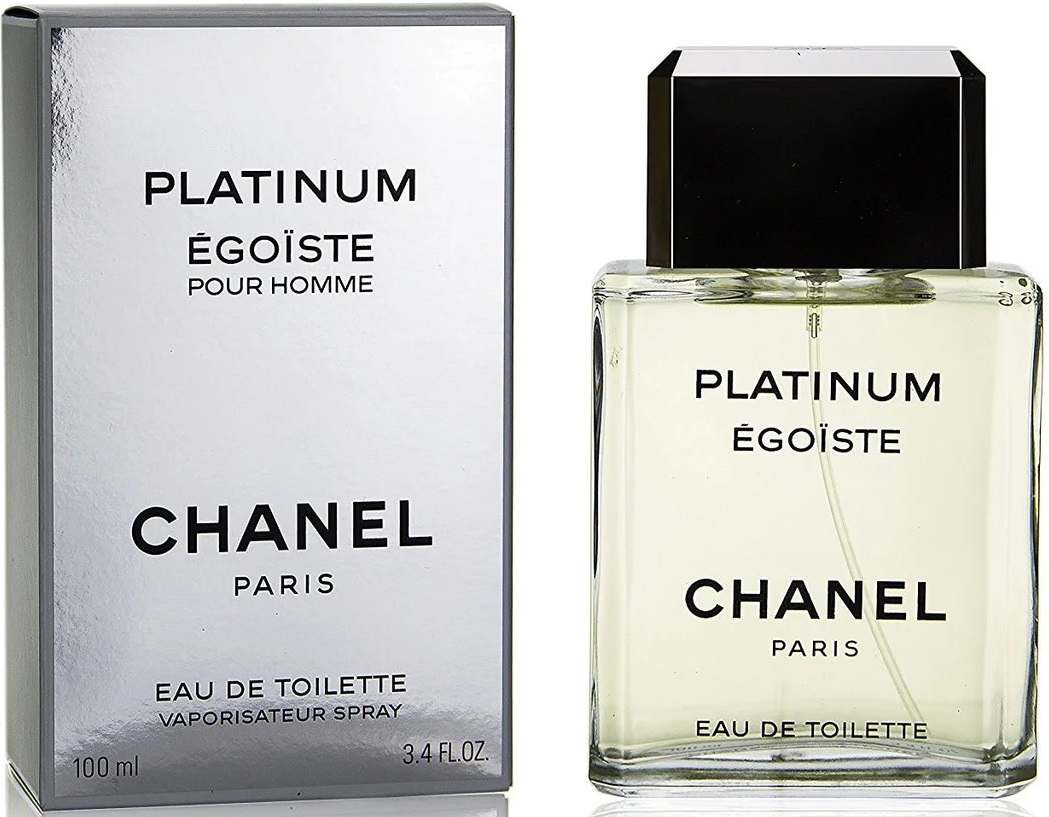 PLATINUM
ÉGOÏSTE
POUR HOMME
CHANEL
PARIS
EAU DE TOILETTE
VAPORISATEUR SPRAY
100 ml 3.4 FL.OZ.
PLATINUM
ÉGOÏSTE
CHANEL
PARIS
EAU DE TOILETTE